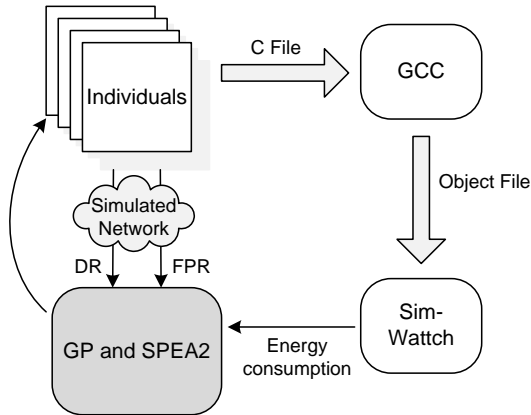 C File
GCC
Individuals
Object File
Simulated
Network
DR
FPR
Sim-
Wattch
GP and SPEA2
Energy
consumption